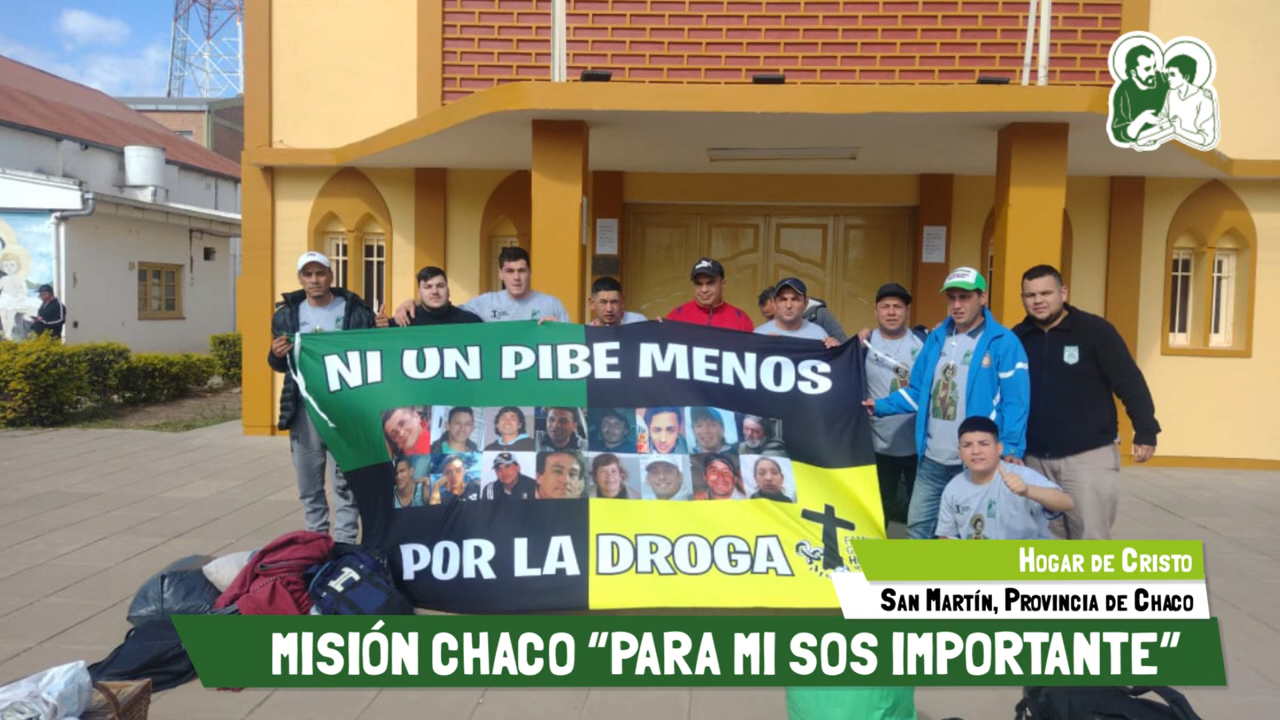 NI UN PIBE MENOS
POR LA DROGA
HOGAR DE CRISTO
SAN MARTÍN, PROVINCIA DE CHACO
MISIÓN CHACO “PARA MI SOS IMPORTANTE”